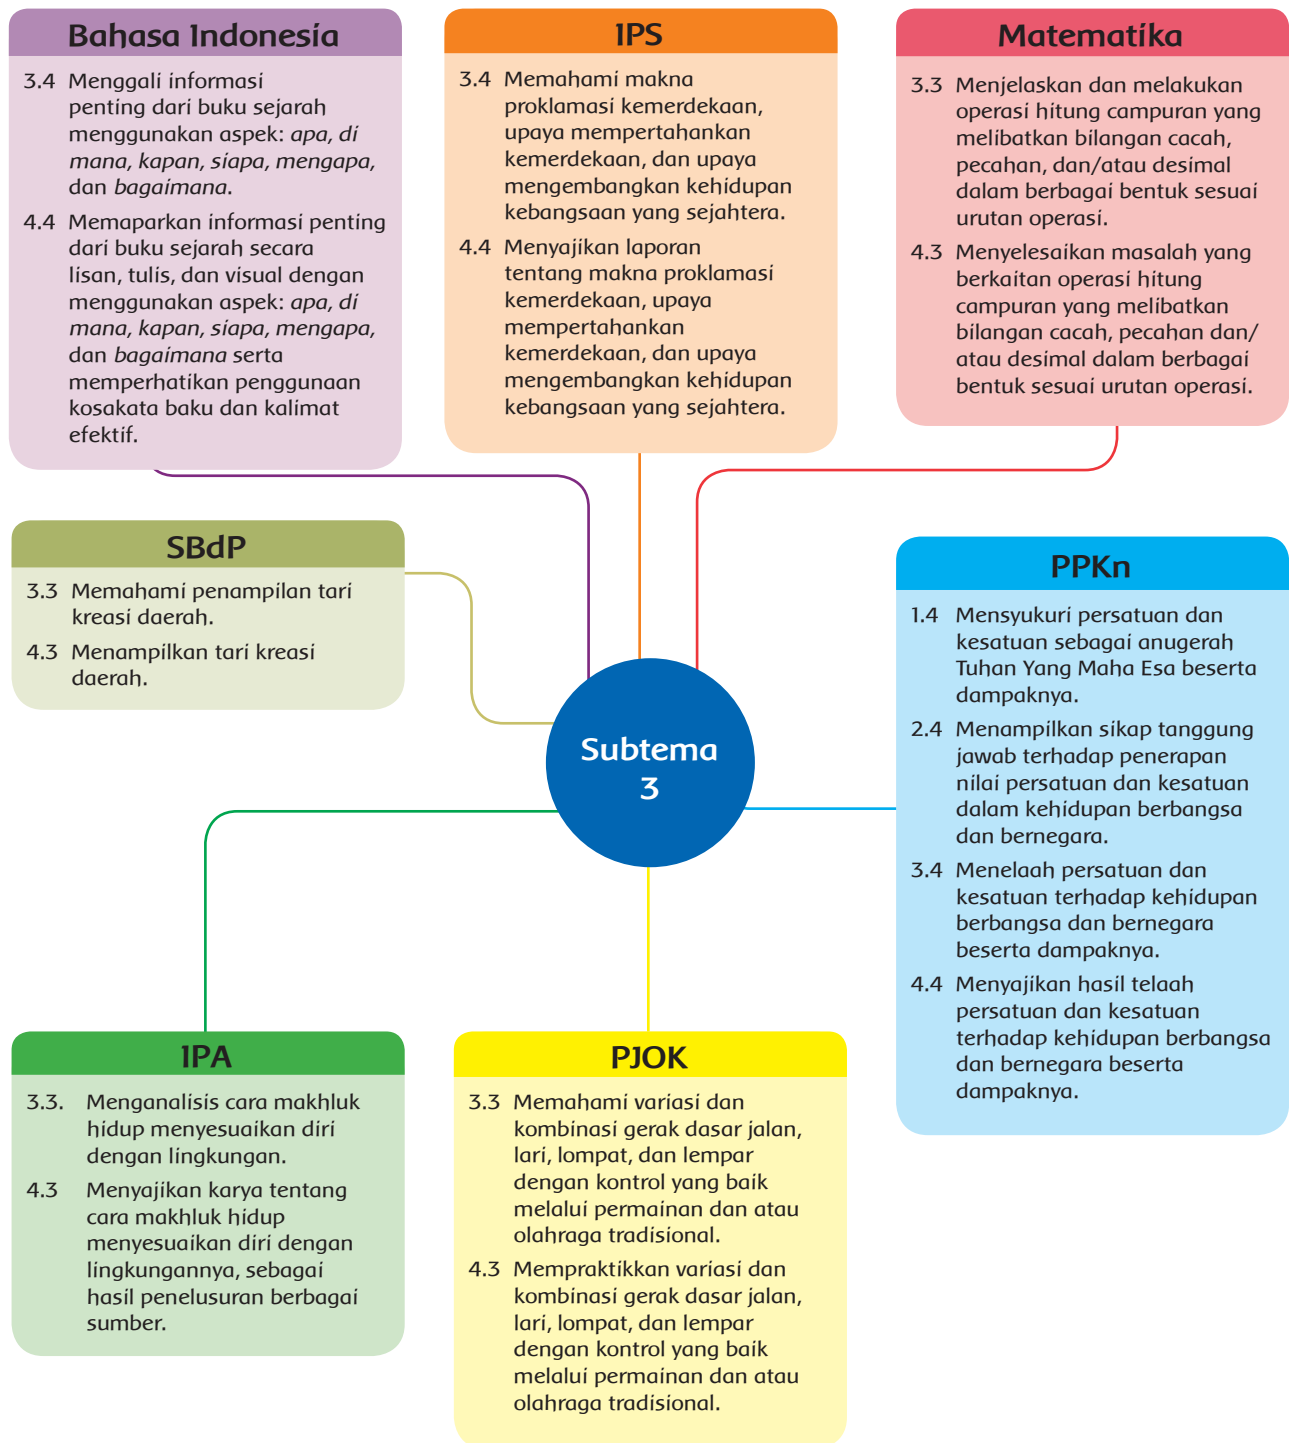 Bahasa Indonesia
3.4 Menggali informasi
penting dari buku sejarah
menggunakan aspek: apa, di
mana, kapan, siapa, mengapa,
dan bagaimana.
4.4 Memaparkan informasi penting
dari buku sejarah secara
lisan, tulis, dan visual dengan
menggunakan aspek: apa, di
mana, kapan, siapa, mengapa,
dan bagaimana serta
memperhatikan penggunaan
kosakata baku dan kalimat
efektif.
IPS
3.4 Memahami makna
proklamasi kemerdekaan,
upaya mempertahankan
kemerdekaan, dan upaya
mengembangkan kehidupan
kebangsaan yang sejahtera.
4.4 Menyajikan laporan
tentang makna proklamasi
kemerdekaan, upaya
mempertahankan
kemerdekaan, dan upaya
mengembangkan kehidupan
kebangsaan yang sejahtera.
Matematika
3.3 Menjelaskan dan melakukan
operasi hitung campuran yang
melibatkan bilangan cacah,
pecahan, dan/atau desimal
dalam berbagai bentuk sesuai
urutan operasi.
4.3 Menyelesaikan masalah yang
berkaitan operasi hitung
campuran yang melibatkan
bilangan cacah, pecahan dan/
atau desimal dalam berbagai
bentuk sesuai urutan operasi.
SBdP
3.3 Memahami penampilan tari
kreasi daerah.
4.3 Menampilkan tari kreasi
daerah.
Subtema
3
PPKn
1.4 Mensyukuri persatuan dan
kesatuan sebagai anugerah
Tuhan Yang Maha Esa beserta
dampaknya.
2.4 Menampilkan sikap tanggung
jawab terhadap penerapan
nilai persatuan dan kesatuan
dalam kehidupan berbangsa
dan bernegara.
3.4 Menelaah persatuan dan
kesatuan terhadap kehidupan
berbangsa dan bernegara
beserta dampaknya.
4.4 Menyajikan hasil telaah
persatuan dan kesatuan
terhadap kehidupan berbangsa
dan bernegara beserta
dampaknya.
IPA
3.3. Menganalisis cara makhluk
hidup menyesuaikan diri
dengan lingkungan.
4.3 Menyajikan karya tentang
cara makhluk hidup
menyesuaikan diri dengan
lingkungannya, sebagai
hasil penelusuran berbagai
sumber.
PJOK
3.3 Memahami variasi dan
kombinasi gerak dasar jalan,
lari, lompat, dan lempar
dengan kontrol yang baik
melalui permainan dan atau
olahraga tradisional.
4.3 Mempraktikkan variasi dan
kombinasi gerak dasar jalan,
lari, lompat, dan lempar
dengan kontrol yang baik
melalui permainan dan atau
olahraga tradisional.